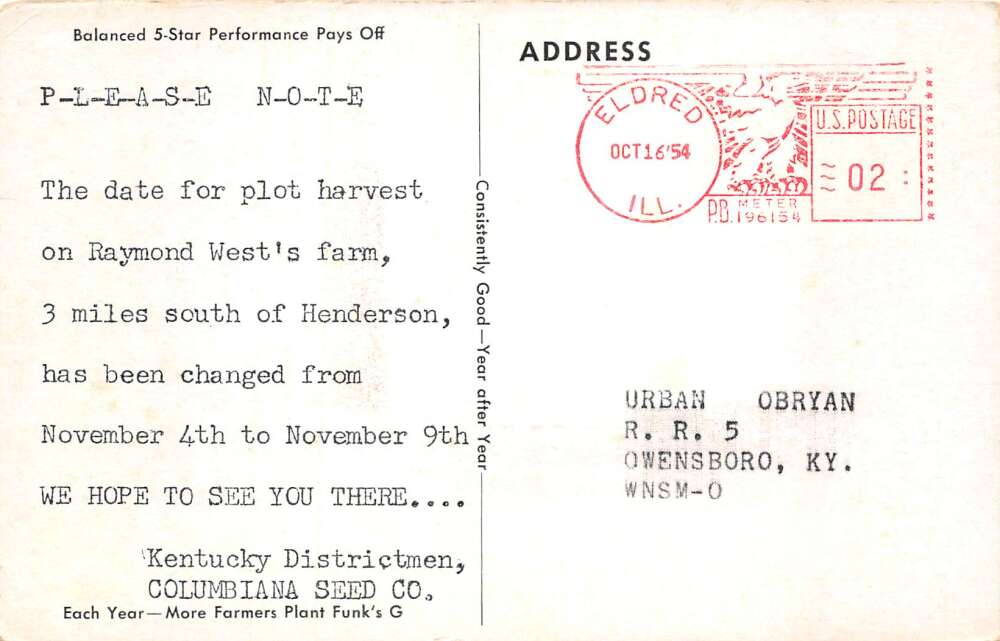 Balanced 5-Star Performance Pays Off
P-L-E-A-S-E N-O-T-E
The date for plot harvest
on Raymond West's farm,
3 miles south of Henderson,
has been changed from
November 4th to November 9th
WE HOPE TO SEE YOU THERE....
Kentucky Districtmen,
COLUMBIANA SEED CO.
Each Year—More Farmers Plant Funk's G
Consistently Good—Year after Year
ADDRESS
ELDRED
OCT 16 '54
ILL.
U.S. POSTAGE
02
P.B. METER
196154
URBAN OBRYAN
R. R. 5
OWENSBORO, KY.
WNSM-O